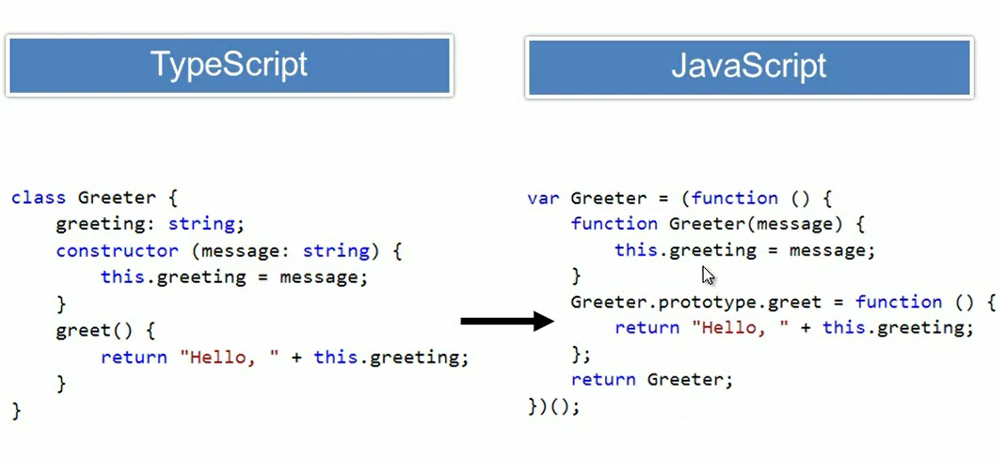 TypeScript
class Greeter {
    greeting: string;
    constructor (message: string) {
        this.greeting = message;
    }
    greet() {
        return "Hello, " + this.greeting;
    }
}
JavaScript
var Greeter = (function () {
    function Greeter(message) {
        this.greeting = message;
    }
    Greeter.prototype.greet = function () {
        return "Hello, " + this.greeting;
    };
    return Greeter;
})();